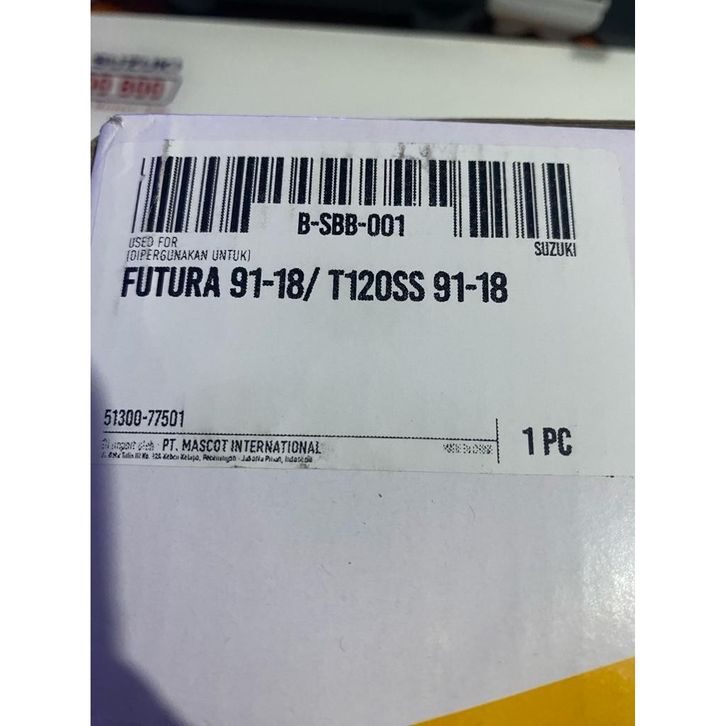 SUZUKI
B-SBB-001
USED FOR
(DIPERGUNAKAN UNTUK)
SUZUKI
FUTURA 91-18/ T120SS 91-18
51300-77501
PT. MASCOT INTERNATIONAL
1 PC